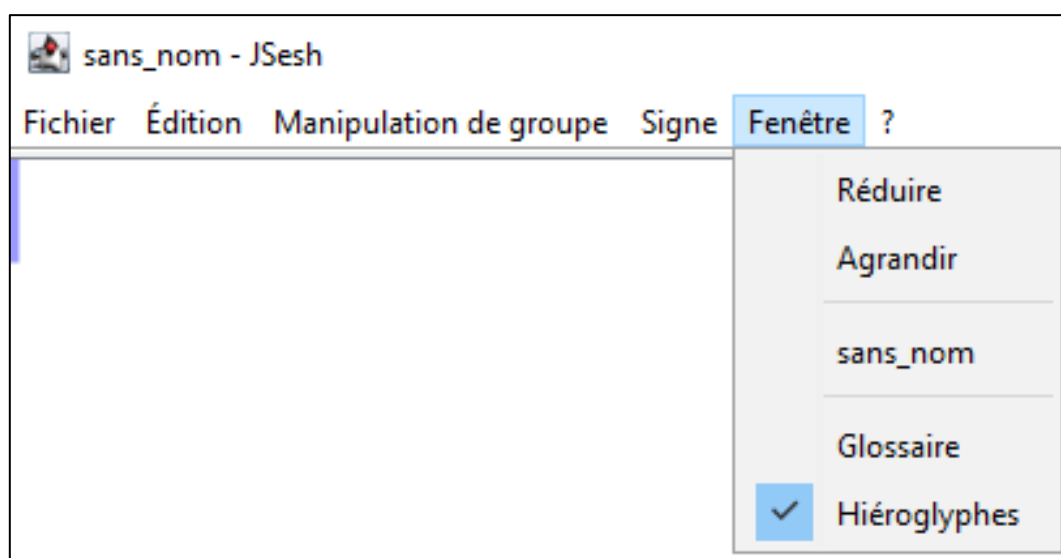 sans_nom - JSesh
Fichier Édition Manipulation de groupe Signe Fenêtre ?
Réduire
Agrandir
sans_nom
Glossaire
Hiéroglyphes